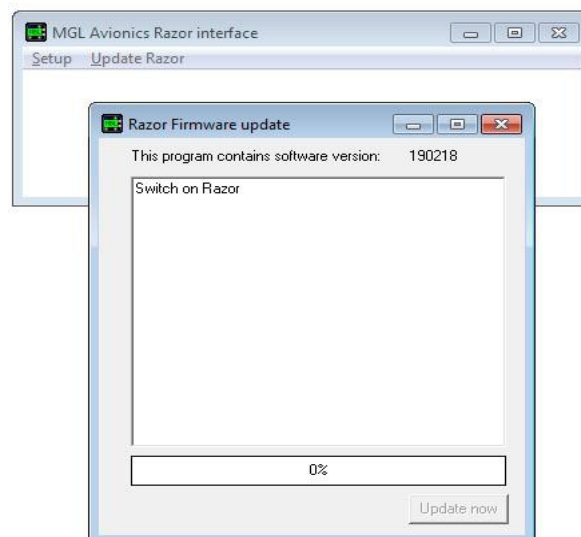 MGL Avionics Razor interface
Setup Update Razor
Razor Firmware update
This program contains software version: 190218
Switch on Razor
0%
Update now